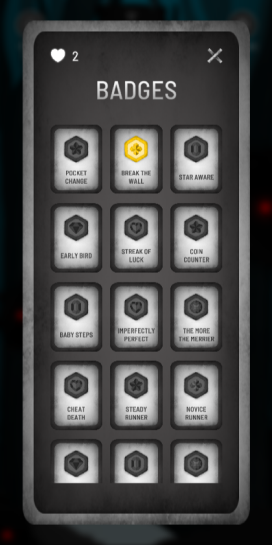 2
BADGES
POCKET
CHANGE
BREAK THE
WALL
STAR AWARE
EARLY BIRD
STREAK OF
LUCK
COIN
COUNTER
BABY STEPS
IMPERFECTLY
PERFECT
THE MORE
THE MERRIER
CHEAT
DEATH
STEADY
RUNNER
NOVICE
RUNNER